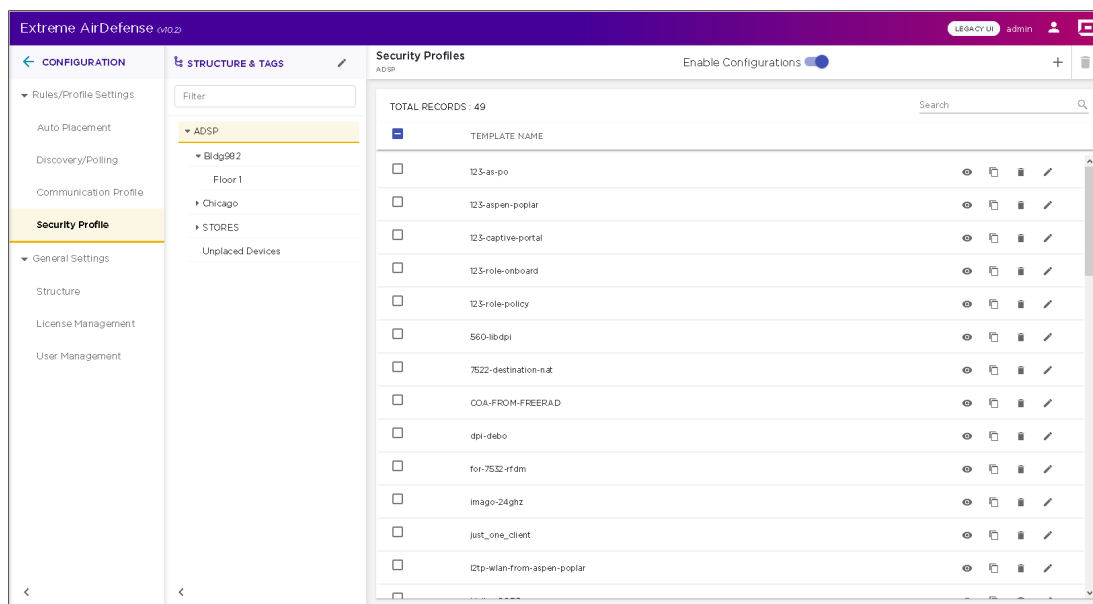 Extreme AirDefense (v10.2)
LEGACY UI admin
CONFIGURATION
Rules/Profile Settings
Auto Placement
Discovery/Polling
Communication Profile
Security Profile
General Settings
Structure
License Management
User Management
STRUCTURE & TAGS
Filter
ADSP
Bldg982
Floor 1
Chicago
STORES
Unplaced Devices
Security Profiles
ADSP
Enable Configurations
TOTAL RECORDS : 49
Search
TEMPLATE NAME
123-as-po
123-aspen-poplar
123-captive-portal
123-role-onboard
123-role-policy
560-libdpi
7522-destination-nat
COA-FROM-FREERAD
dpi-debo
for-7532-rfdm
imago-24ghz
just_one_client
l2tp-wlan-from-aspen-poplar